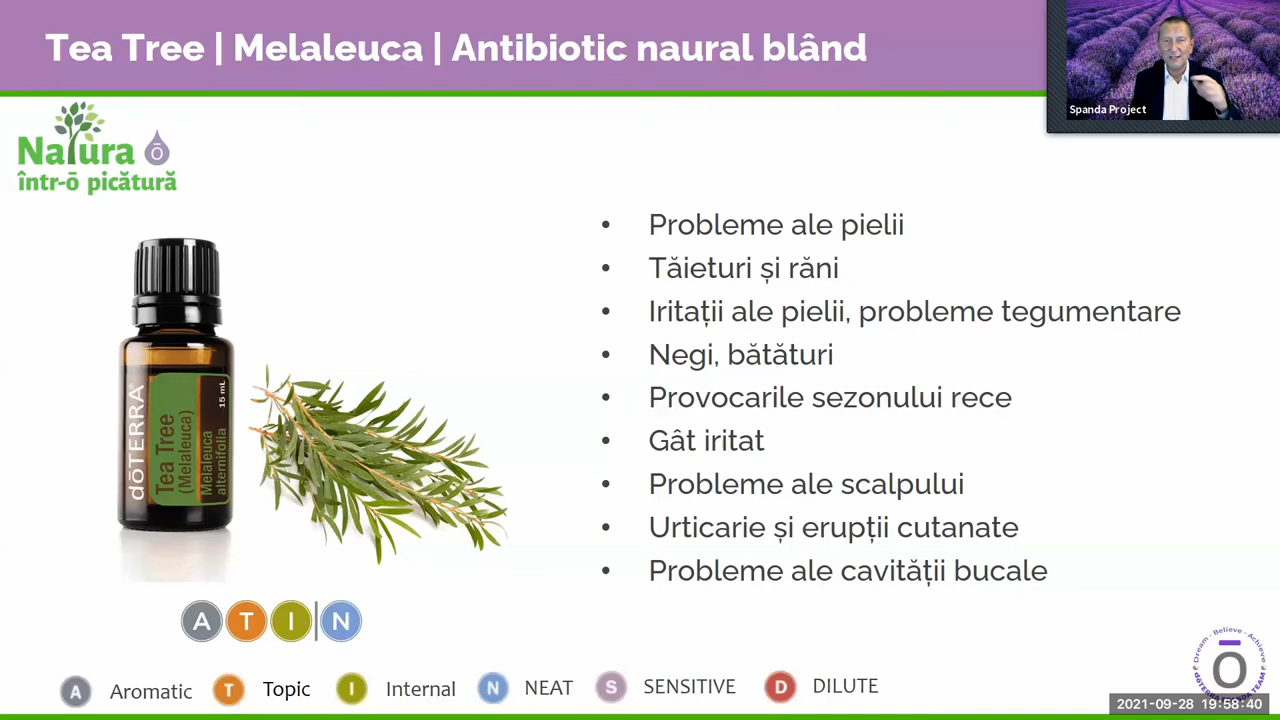 Tea Tree | Melaleuca | Antibiotic naural blând
Spanda Project
Natura ō
într-ō picătură
• Probleme ale pielii
• Tăieturi și răni
• Iritații ale pielii, probleme tegumentare
• Negi, bătături
• Provocarile sezonului rece
• Gât iritat
• Probleme ale scalpului
• Urticarie și erupții cutanate
• Probleme ale cavității bucale
dōTERRA
Tea Tree
(Melaleuca)
Melaleuca
alternifolia
15 mL
A T I | N
A Aromatic T Topic I Internal N NEAT S SENSITIVE D DILUTE
Dream - Believe - Achieve
ō
2021-09-28 19:58:40